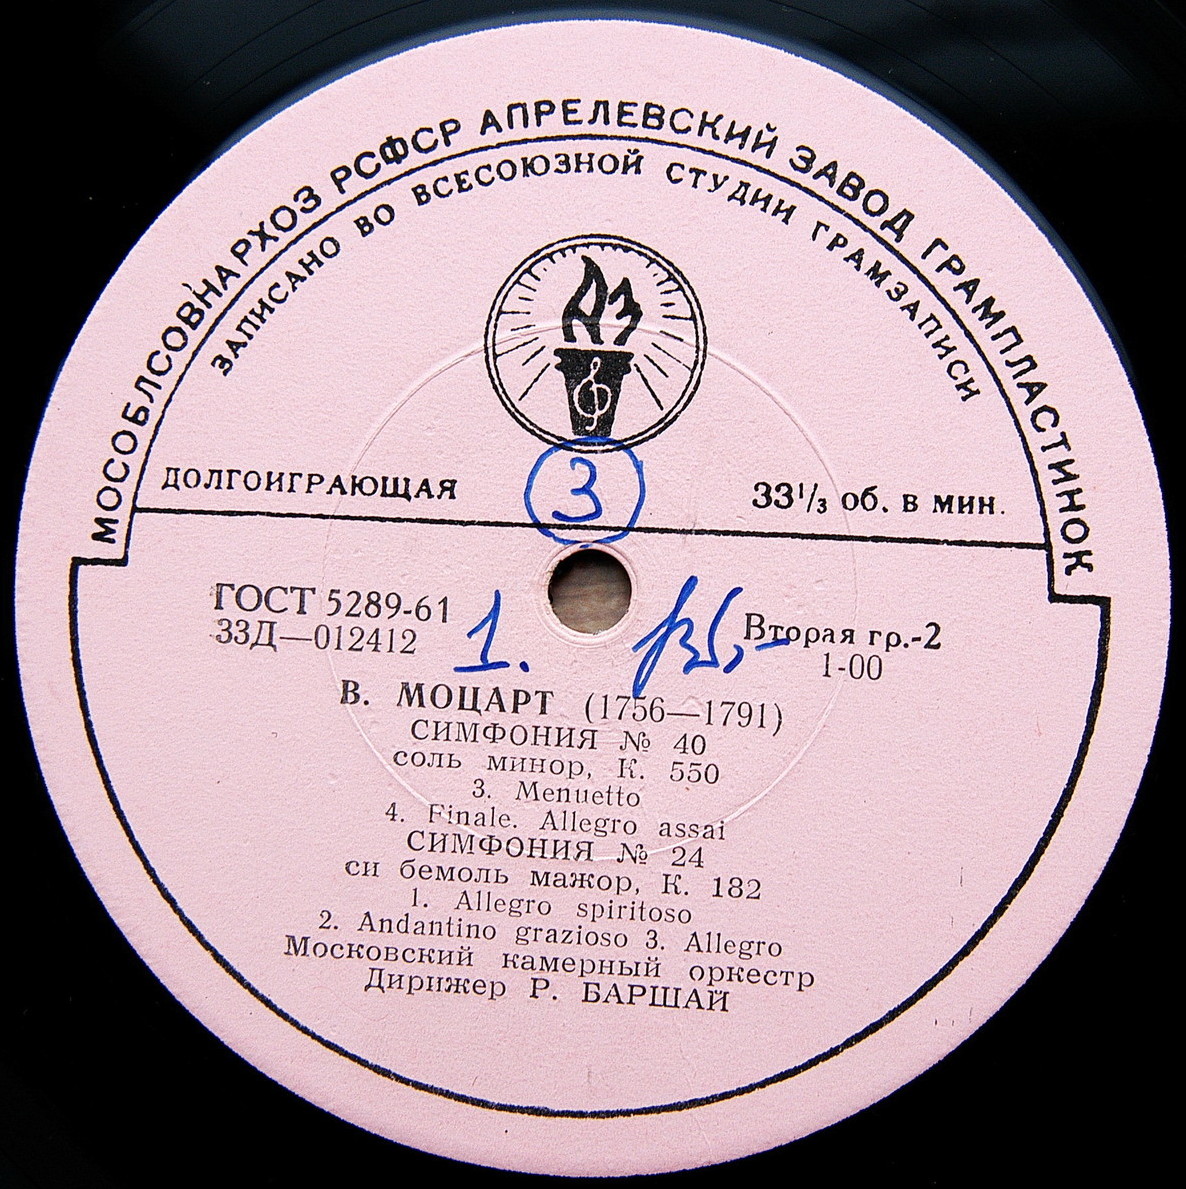 МОСОБЛСОВНАРХОЗ РСФСР АПРЕЛЕВСКИЙ ЗАВОД ГРАМПЛАСТИНОК
ЗАПИСАНО ВО ВСЕСОЮЗНОЙ СТУДИИ ГРАМЗАПИСИ
АЗ
ДОЛГОИГРАЮЩАЯ 3 33⅓ об. в мин.
ГОСТ 5289-61
33Д—012412
1.
Вторая гр.-2
1-00
В. МОЦАРТ (1756—1791)
СИМФОНИЯ № 40
соль минор, К. 550
3. Menuetto
4. Finale. Allegro assai
СИМФОНИЯ № 24
си бемоль мажор, К. 182
1. Allegro spiritoso
2. Andantino grazioso 3. Allegro
Московский камерный оркестр
Дирижер Р. БАРШАЙ